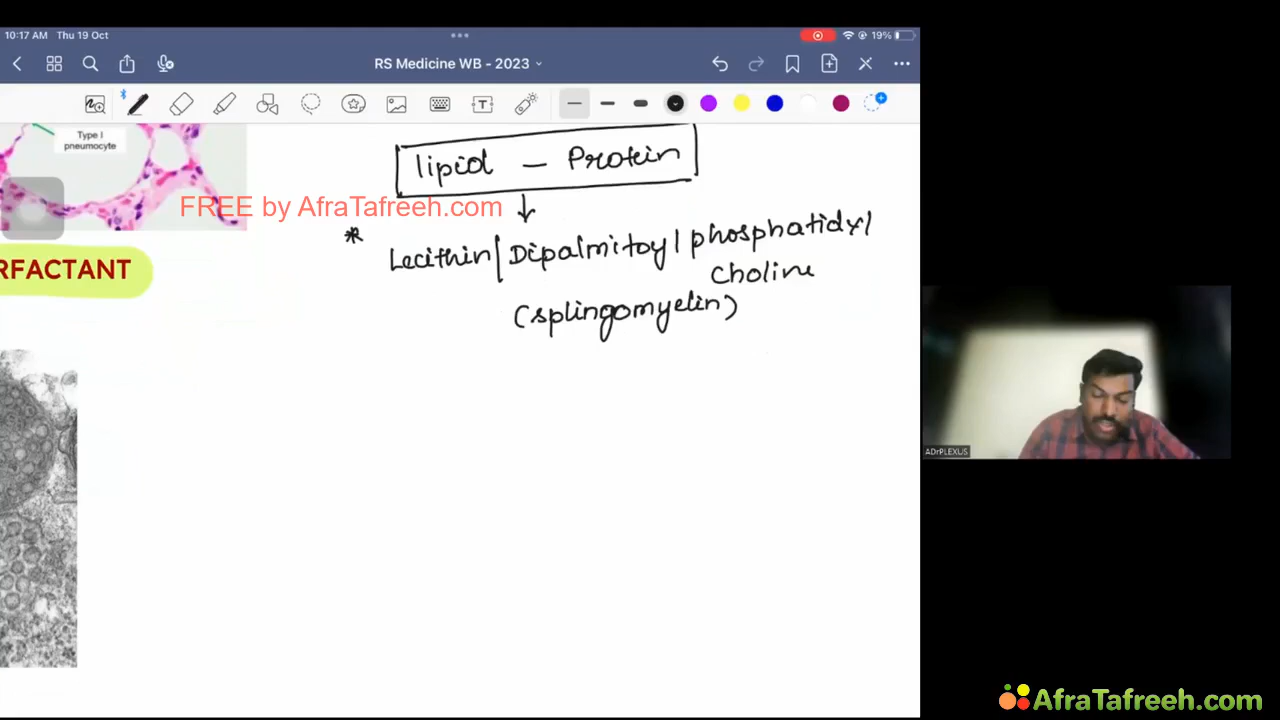 10:17 AM Thu 19 Oct
19%
RS Medicine WB - 2023
T
Type I
pneumocyte
lipid - Protein
FREE by AfraTafreeh.com
* Lecithin | Dipalmitoyl phosphatidyl
Choline
(splingomyelin)
RFACTANT
ADrPLEXUS
AfraTafreeh.com